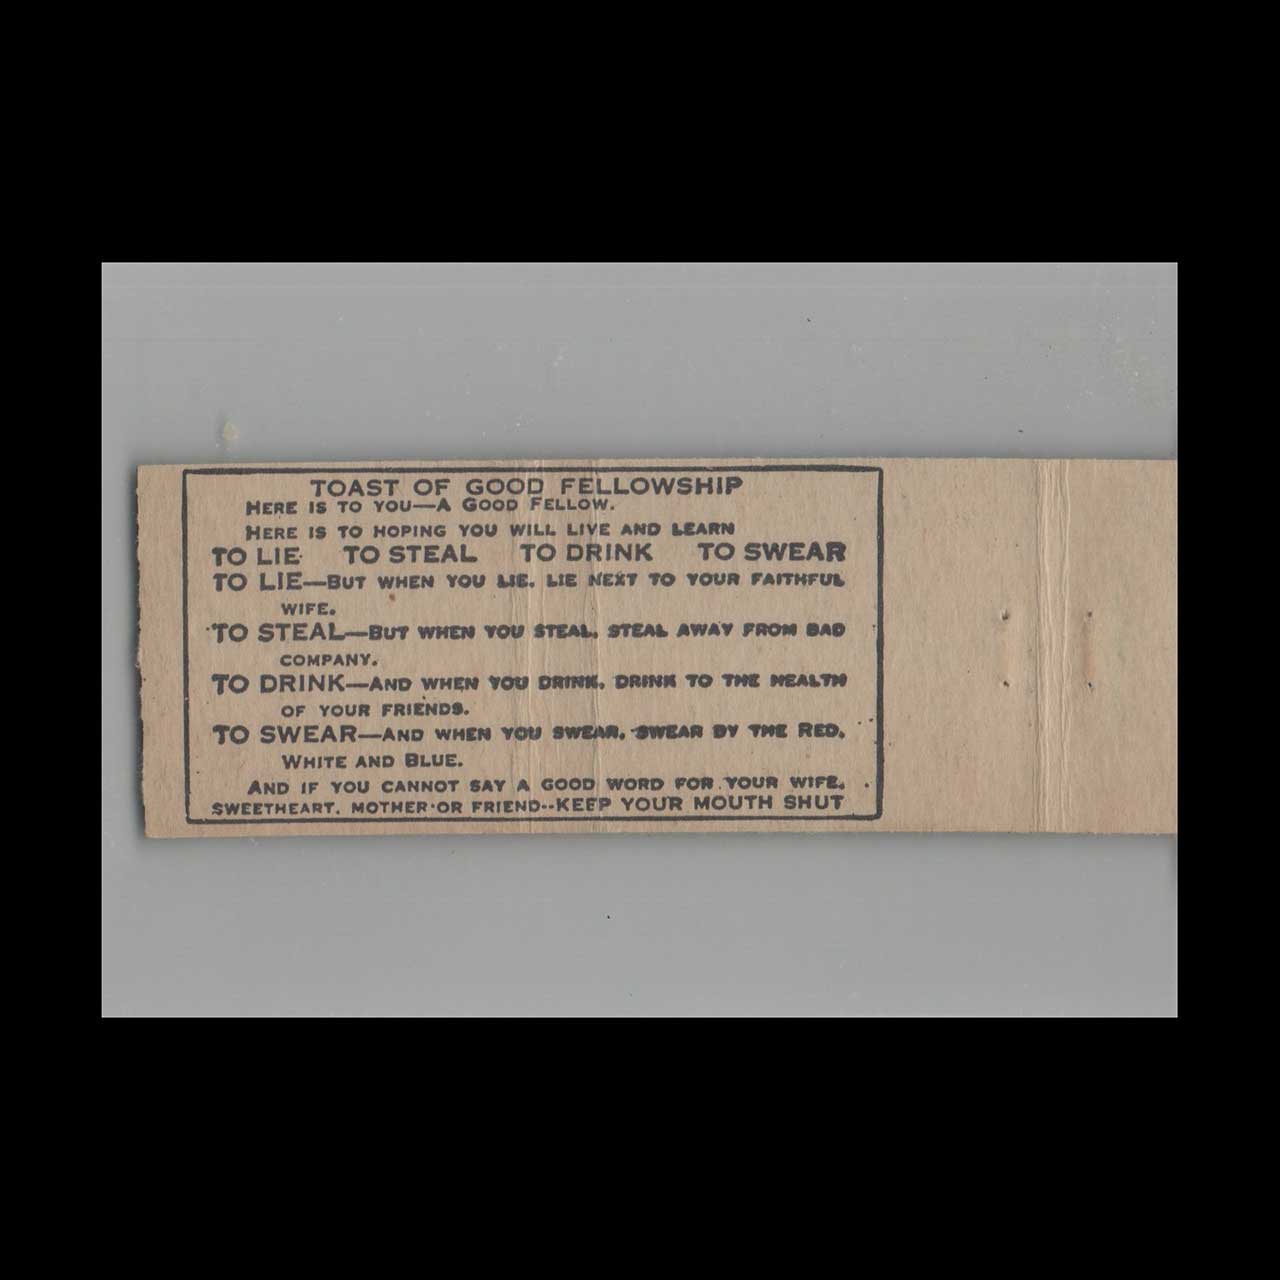 TOAST OF GOOD FELLOWSHIP
HERE IS TO YOU—A GOOD FELLOW.
HERE IS TO HOPING YOU WILL LIVE AND LEARN
TO LIE TO STEAL TO DRINK TO SWEAR
TO LIE—BUT WHEN YOU LIE, LIE NEXT TO YOUR FAITHFUL
WIFE.
TO STEAL—BUT WHEN YOU STEAL, STEAL AWAY FROM BAD
COMPANY.
TO DRINK—AND WHEN YOU DRINK, DRINK TO THE HEALTH
OF YOUR FRIENDS.
TO SWEAR—AND WHEN YOU SWEAR, SWEAR BY THE RED,
WHITE AND BLUE.
AND IF YOU CANNOT SAY A GOOD WORD FOR YOUR WIFE,
SWEETHEART, MOTHER OR FRIEND--KEEP YOUR MOUTH SHUT